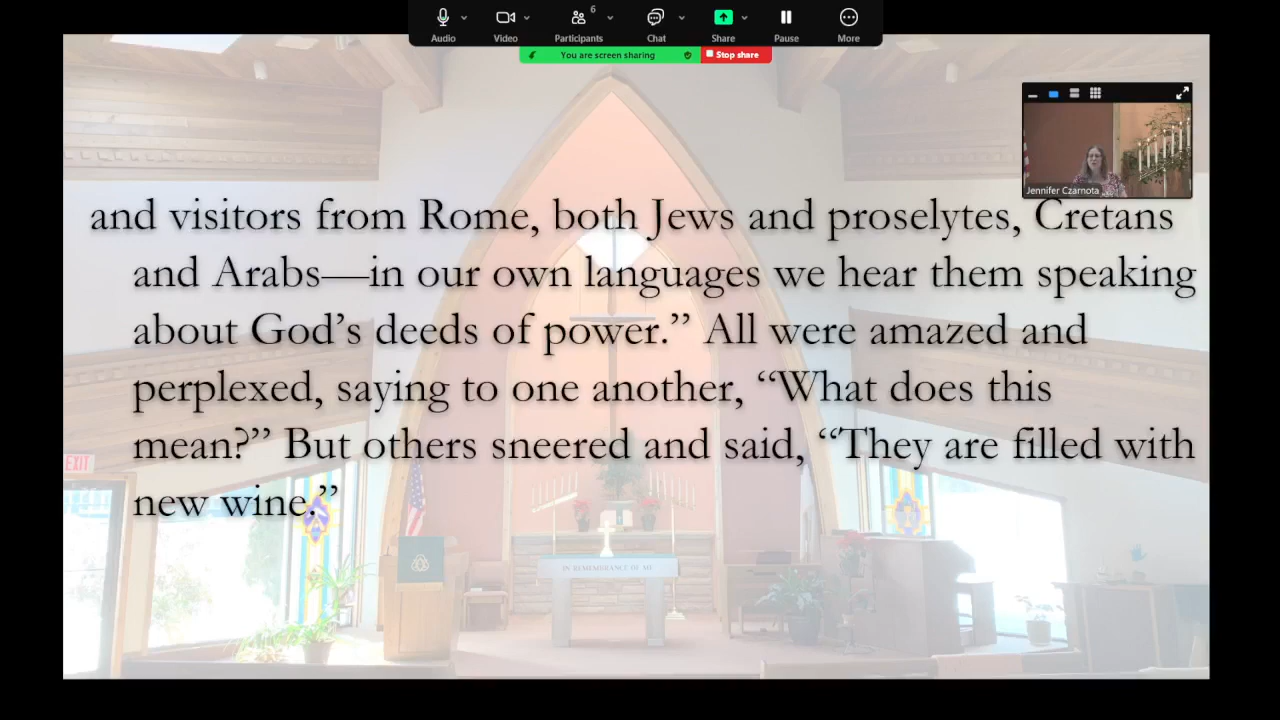 6
Audio Video Participants Chat Share Pause More
You are screen sharing Stop share
Jennifer Czarnota
and visitors from Rome, both Jews and proselytes, Cretans
and Arabs—in our own languages we hear them speaking
about God’s deeds of power.” All were amazed and
perplexed, saying to one another, “What does this
mean?” But others sneered and said, “They are filled with
new wine.”
EXIT
IN REMEMBRANCE OF ME